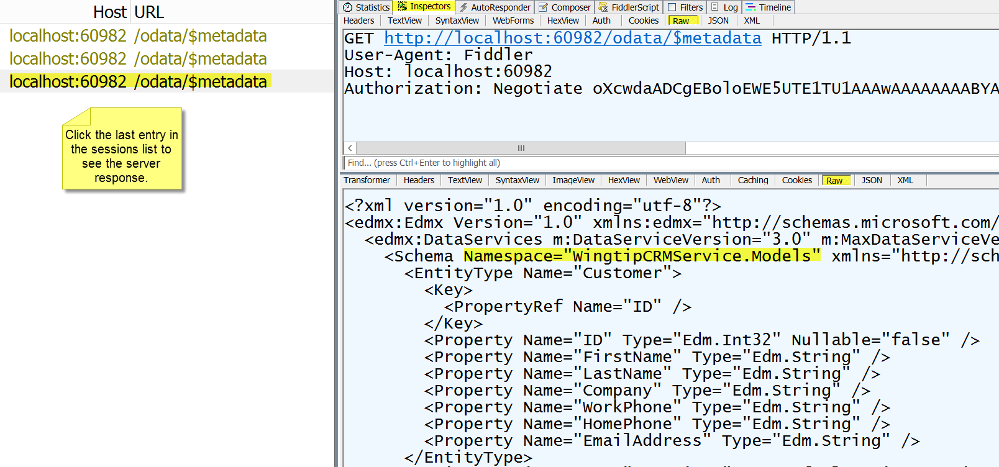 Host URL
localhost:60982 /odata/$metadata
localhost:60982 /odata/$metadata
localhost:60982 /odata/$metadata
Click the last entry in
the sessions list to
see the server
response.
Statistics Inspectors AutoResponder Composer FiddlerScript Filters Log Timeline
Headers TextView SyntaxView WebForms HexView Auth Cookies Raw JSON XML
GET http://localhost:60982/odata/$metadata HTTP/1.1
User-Agent: Fiddler
Host: localhost:60982
Authorization: Negotiate oXcwdaADCgEBoloEWE5UTE1TU1AAAwAAAAAAAABYA
Find... (press Ctrl+Enter to highlight all)
Transformer Headers TextView SyntaxView ImageView HexView WebView Auth Caching Cookies Raw JSON XML
<?xml version="1.0" encoding="utf-8"?>
<edmx:Edmx Version="1.0" xmlns:edmx="http://schemas.microsoft.com/
<edmx:DataServices m:DataServiceVersion="3.0" m:MaxDataServiceVe
<Schema Namespace="WingtipCRMService.Models" xmlns="http://sch
<EntityType Name="Customer">
<Key>
<PropertyRef Name="ID" />
</Key>
<Property Name="ID" Type="Edm.Int32" Nullable="false" />
<Property Name="FirstName" Type="Edm.String" />
<Property Name="LastName" Type="Edm.String" />
<Property Name="Company" Type="Edm.String" />
<Property Name="WorkPhone" Type="Edm.String" />
<Property Name="HomePhone" Type="Edm.String" />
<Property Name="EmailAddress" Type="Edm.String" />
</EntityType>